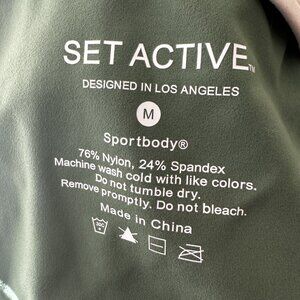 SET ACTIVE™
DESIGNED IN LOS ANGELES
M
Sportbody®
76% Nylon, 24% Spandex
Machine wash cold with like colors.
Do not tumble dry.
Remove promptly. Do not bleach.
Made in China